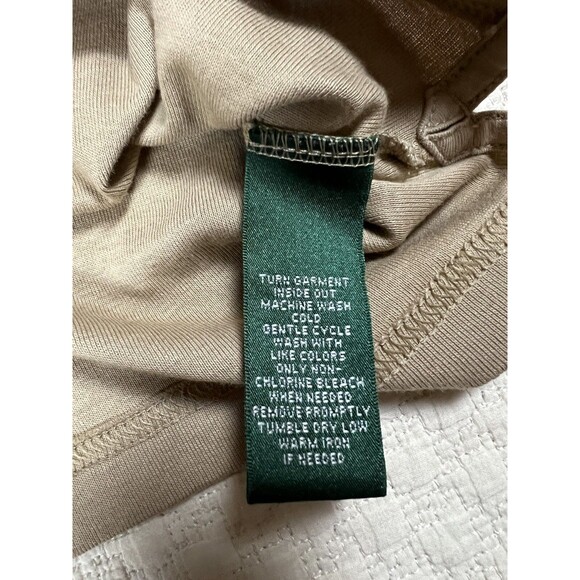 TURN GARMENT
INSIDE OUT
MACHINE WASH
COLD
GENTLE CYCLE
WASH WITH
LIKE COLORS
ONLY NON-
CHLORINE BLEACH
WHEN NEEDED
REMOVE PROMPTLY
TUMBLE DRY LOW
WARM IRON
IF NEEDED